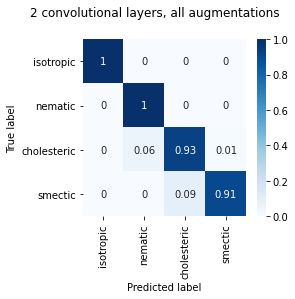 2 convolutional layers, all augmentations
True label
isotropic 1 0 0 0
nematic 0 1 0 0
cholesteric 0 0.06 0.93 0.01
smectic 0 0 0.09 0.91
isotropic
nematic
cholesteric
smectic
Predicted label
1.0
0.8
0.6
0.4
0.2
0.0